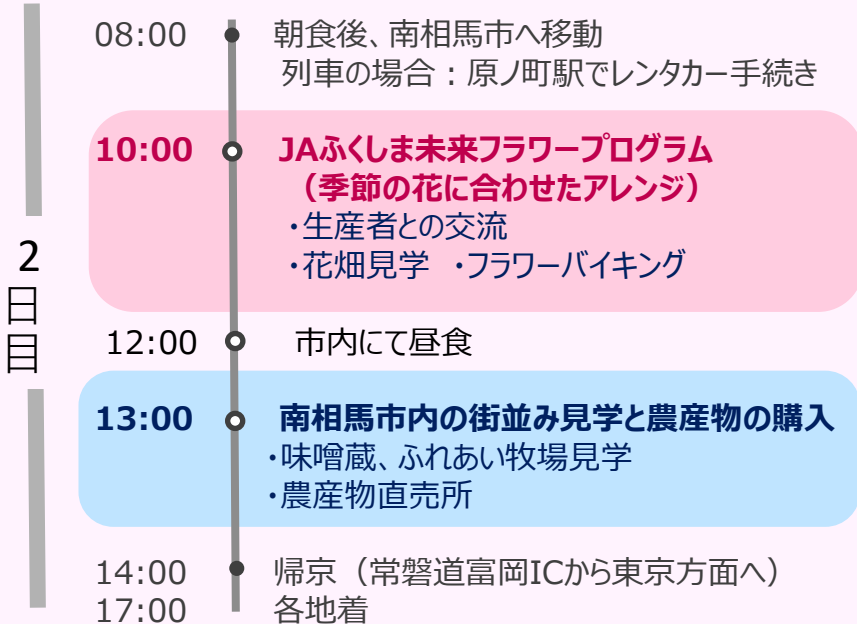 2日目
08:00 朝食後、南相馬市へ移動
列車の場合：原ノ町駅でレンタカー手続き
10:00 JAふくしま未来フラワープログラム
（季節の花に合わせたアレンジ）
・生産者との交流
・花畑見学 ・フラワーバイキング
12:00 市内にて昼食
13:00 南相馬市内の街並み見学と農産物の購入
・味噌蔵、ふれあい牧場見学
・農産物直売所
14:00 帰京（常磐道富岡ICから東京方面へ）
17:00 各地着